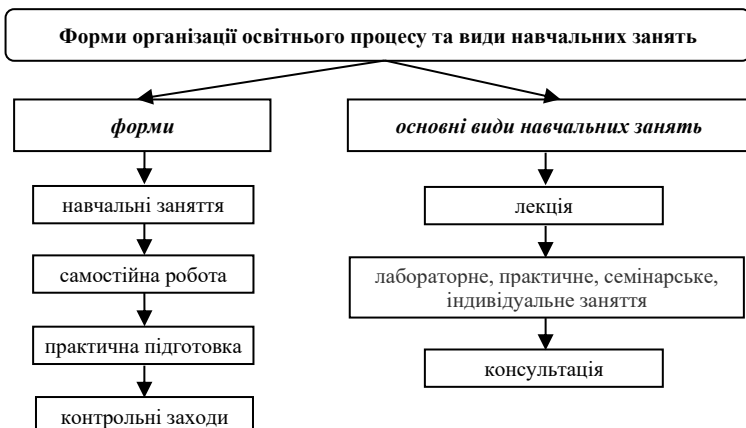 Форми організації освітнього процесу та види навчальних занять
форми
основні види навчальних занять
навчальні заняття
лекція
самостійна робота
лабораторне, практичне, семінарське,
індивідуальне заняття
практична підготовка
консультація
контрольні заходи